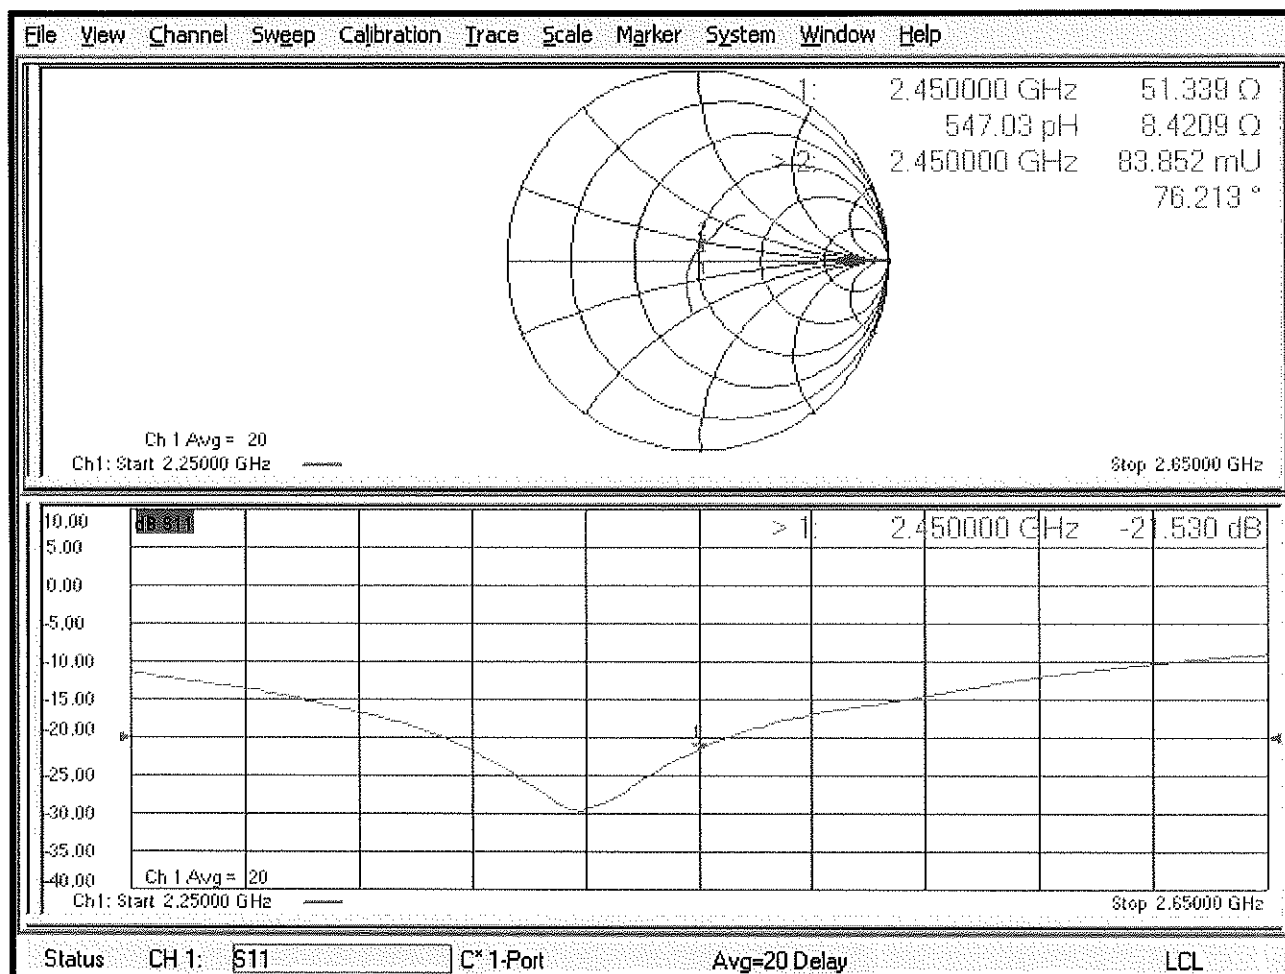 File View Channel Sweep Calibration Trace Scale Marker System Window Help
1: 2.450000 GHz 51.339 Ω
547.03 pH 8.4209 Ω
> 2: 2.450000 GHz 83.852 mU
76.213 °
Ch 1 Avg = 20
Ch1: Start 2.25000 GHz Stop 2.65000 GHz
10.00 dB S11 > 1: 2.450000 GHz -21.530 dB
5.00
0.00
-5.00
-10.00
-15.00
-20.00
-25.00
-30.00
-35.00
-40.00 Ch 1 Avg = 20
Ch1: Start 2.25000 GHz Stop 2.65000 GHz
Status CH 1: S11 C* 1-Port Avg=20 Delay LCL